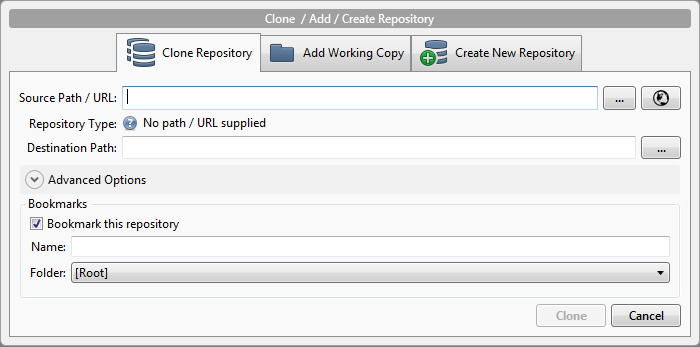 Clone / Add / Create Repository
Clone Repository Add Working Copy Create New Repository
Source Path / URL: ...
Repository Type: ? No path / URL supplied
Destination Path: ...
Advanced Options
Bookmarks
Bookmark this repository
Name:
Folder: [Root]
Clone Cancel